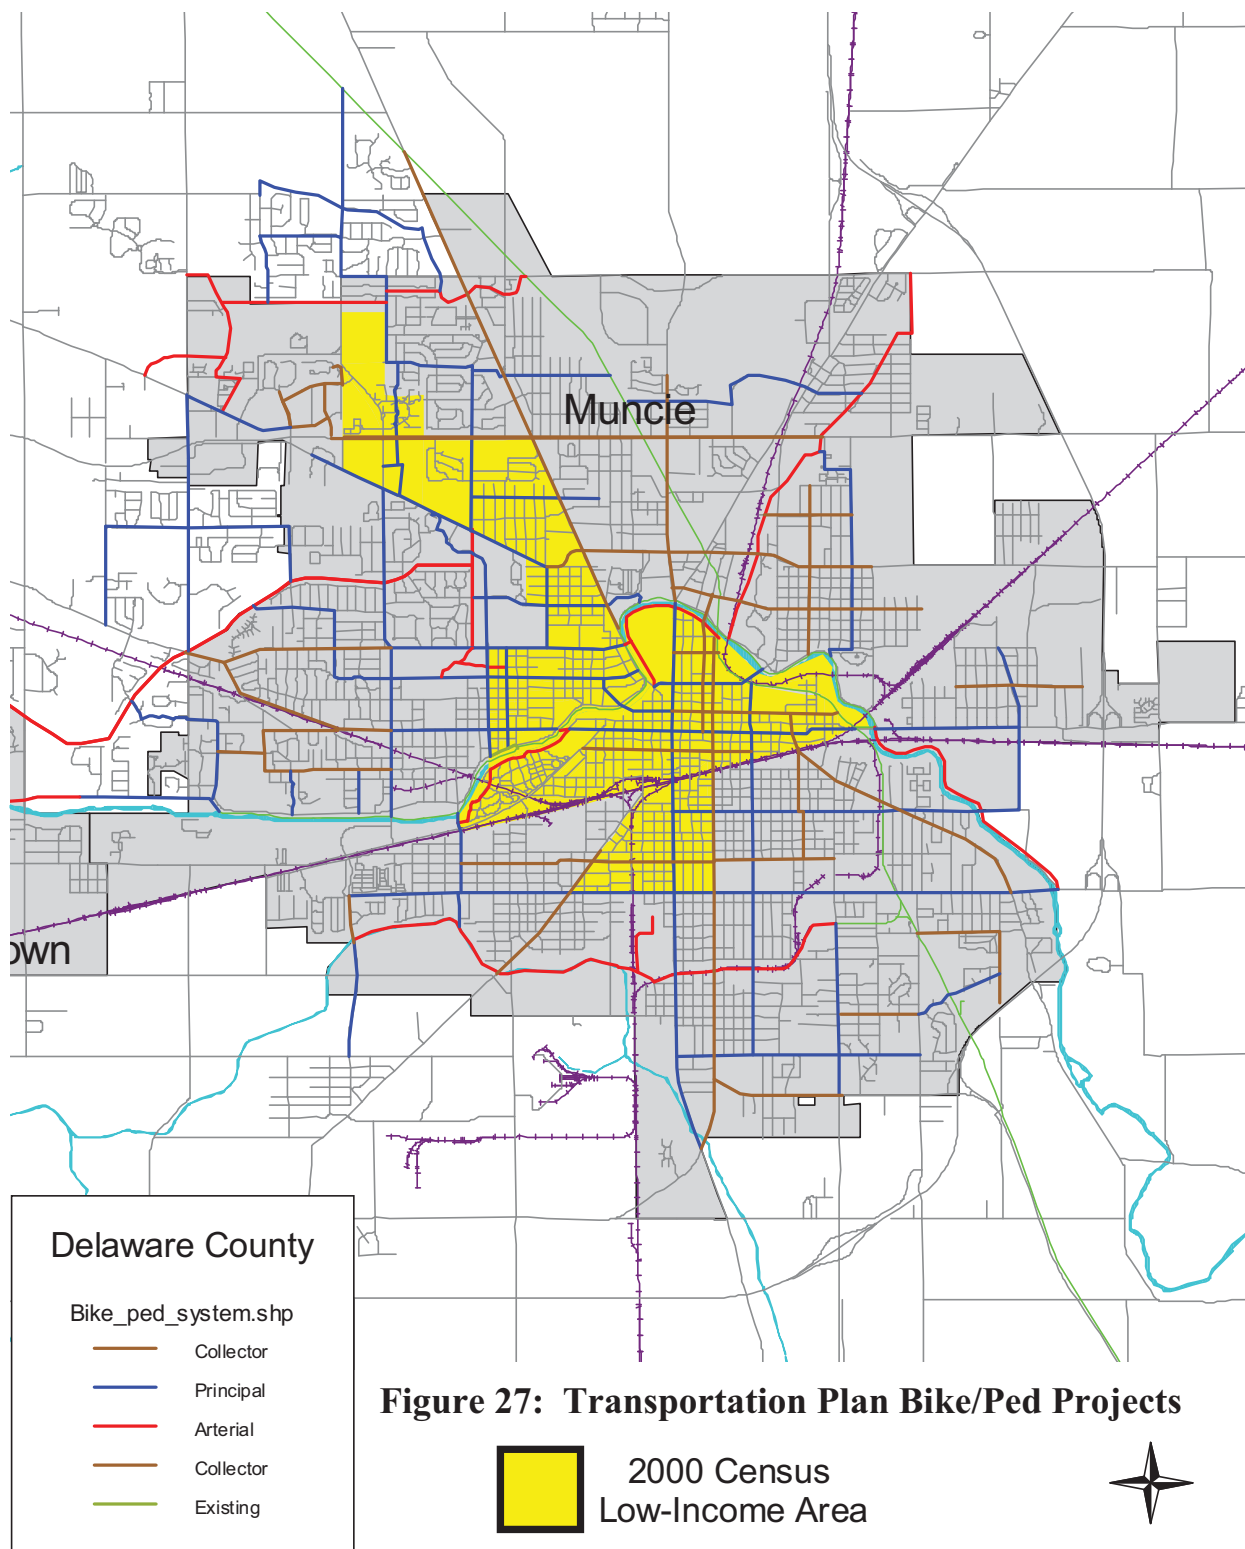 Muncie
own
Delaware County
Bike_ped_system.shp
Collector
Principal
Arterial
Collector
Existing
Figure 27: Transportation Plan Bike/Ped Projects
2000 Census
Low-Income Area